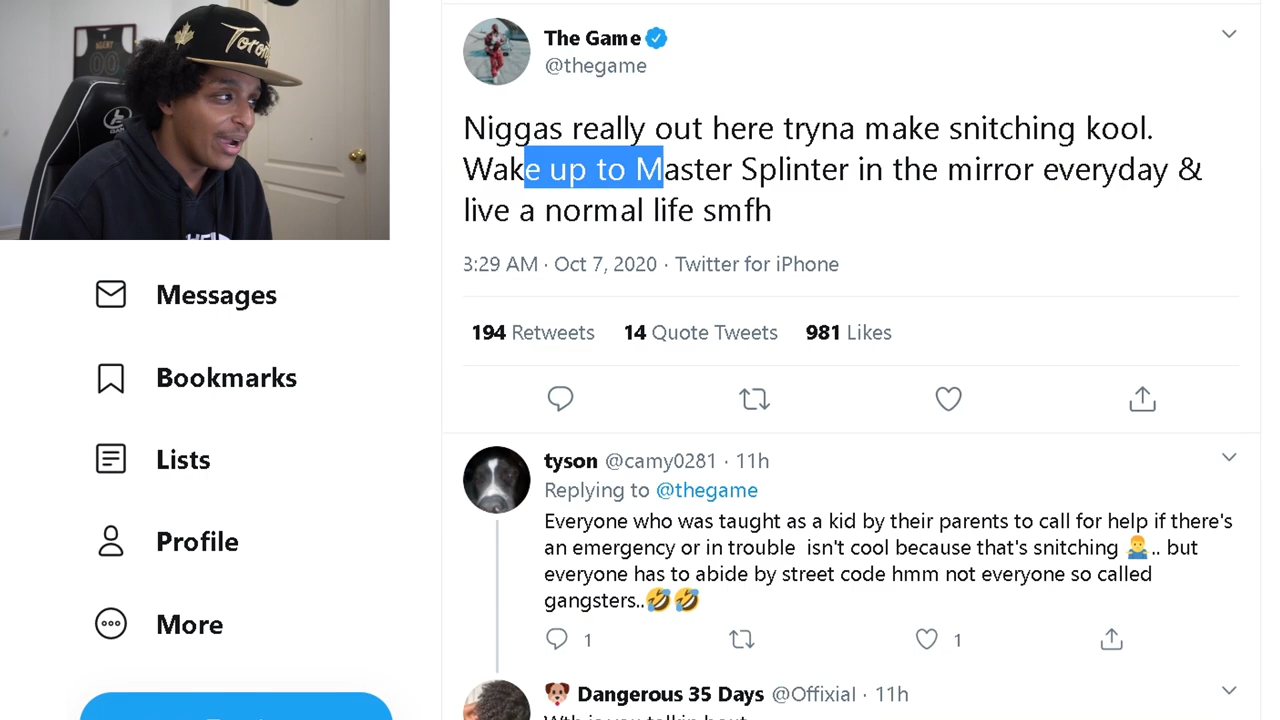 Toron
AGENT
00
The Game
@thegame
Niggas really out here tryna make snitching kool.
Wake up to Master Splinter in the mirror everyday &
live a normal life smfh
3:29 AM · Oct 7, 2020 · Twitter for iPhone
194 Retweets 14 Quote Tweets 981 Likes
Messages
Bookmarks
Lists
Profile
More
tyson @camy0281 · 11h
Replying to @thegame
Everyone who was taught as a kid by their parents to call for help if there's
an emergency or in trouble isn't cool because that's snitching 🤷‍♂️.. but
everyone has to abide by street code hmm not everyone so called
gangsters..🤣🤣
1 1
🐶 Dangerous 35 Days @Offixial · 11h